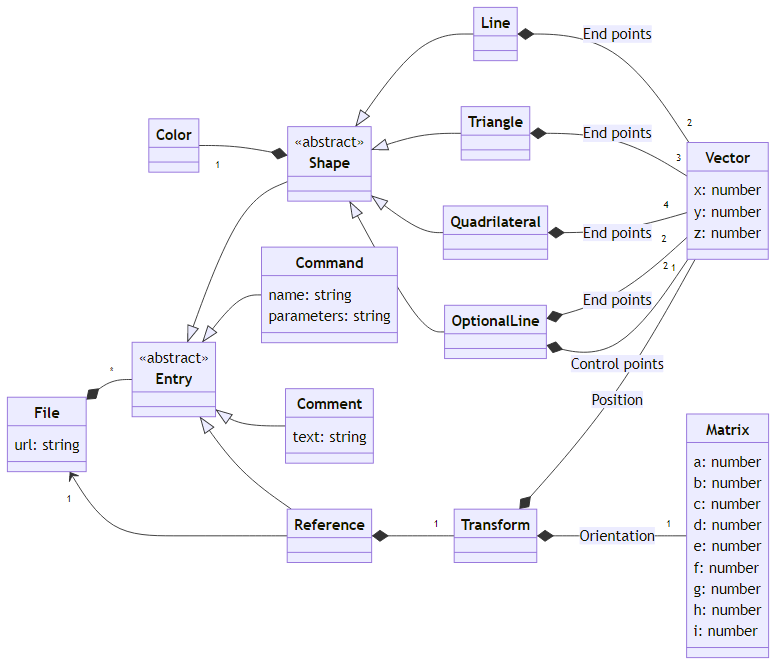 Line
End points
2
Color
1
«abstract»
Shape
Triangle
End points
3
Vector
x: number
y: number
z: number
Quadrilateral
4
End points
2
Command
name: string
parameters: string
OptionalLine
End points
2
1
Control points
«abstract»
Entry
*
File
url: string
1
Comment
text: string
Position
Reference
1
Transform
Orientation
1
Matrix
a: number
b: number
c: number
d: number
e: number
f: number
g: number
h: number
i: number